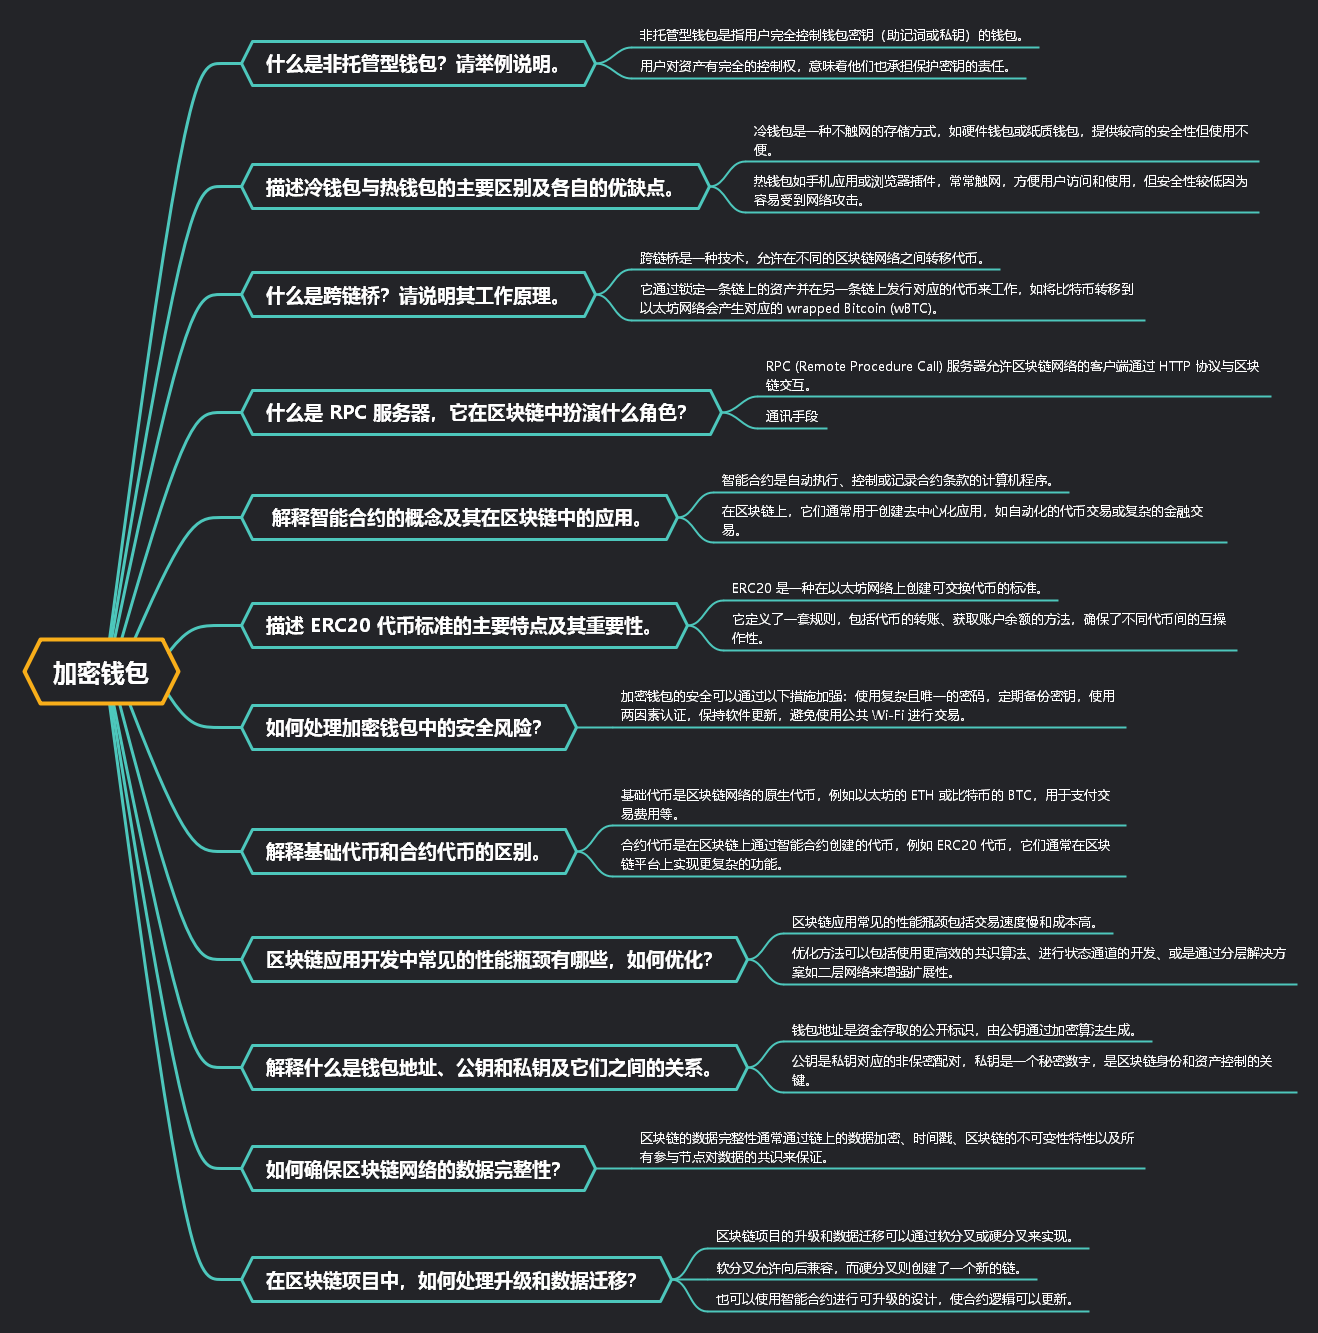 加密钱包
什么是非托管型钱包？请举例说明。
非托管型钱包是指用户完全控制钱包密钥（助记词或私钥）的钱包。
用户对资产有完全的控制权，意味着他们也承担保护密钥的责任。
描述冷钱包与热钱包的主要区别及各自的优缺点。
冷钱包是一种不触网的存储方式，如硬件钱包或纸质钱包，提供较高的安全性但使用不
便。
热钱包如手机应用或浏览器插件，常常触网，方便用户访问和使用，但安全性较低因为
容易受到网络攻击。
什么是跨链桥？请说明其工作原理。
跨链桥是一种技术，允许在不同的区块链网络之间转移代币。
它通过锁定一条链上的资产并在另一条链上发行对应的代币来工作，如将比特币转移到
以太坊网络会产生对应的 wrapped Bitcoin (wBTC)。
什么是 RPC 服务器，它在区块链中扮演什么角色？
RPC (Remote Procedure Call) 服务器允许区块链网络的客户端通过 HTTP 协议与区块
链交互。
通讯手段
解释智能合约的概念及其在区块链中的应用。
智能合约是自动执行、控制或记录合约条款的计算机程序。
在区块链上，它们通常用于创建去中心化应用，如自动化的代币交易或复杂的金融交
易。
描述 ERC20 代币标准的主要特点及其重要性。
ERC20 是一种在以太坊网络上创建可交换代币的标准。
它定义了一套规则，包括代币的转账、获取账户余额的方法，确保了不同代币间的互操
作性。
如何处理加密钱包中的安全风险？
加密钱包的安全可以通过以下措施加强：使用复杂且唯一的密码，定期备份密钥，使用
两因素认证，保持软件更新，避免使用公共 Wi-Fi 进行交易。
解释基础代币和合约代币的区别。
基础代币是区块链网络的原生代币，例如以太坊的 ETH 或比特币的 BTC，用于支付交
易费用等。
合约代币是在区块链上通过智能合约创建的代币，例如 ERC20 代币，它们通常在区块
链平台上实现更复杂的功能。
区块链应用开发中常见的性能瓶颈有哪些，如何优化？
区块链应用常见的性能瓶颈包括交易速度慢和成本高。
优化方法可以包括使用更高效的共识算法、进行状态通道的开发、或是通过分层解决方
案如二层网络来增强扩展性。
解释什么是钱包地址、公钥和私钥及它们之间的关系。
钱包地址是资金存取的公开标识，由公钥通过加密算法生成。
公钥是私钥对应的非保密配对，私钥是一个秘密数字，是区块链身份和资产控制的关
键。
如何确保区块链网络的数据完整性？
区块链的数据完整性通常通过链上的数据加密、时间戳、区块链的不可变性特性以及所
有参与节点对数据的共识来保证。
在区块链项目中，如何处理升级和数据迁移？
区块链项目的升级和数据迁移可以通过软分叉或硬分叉来实现。
软分叉允许向后兼容，而硬分叉则创建了一个新的链。
也可以使用智能合约进行可升级的设计，使合约逻辑可以更新。